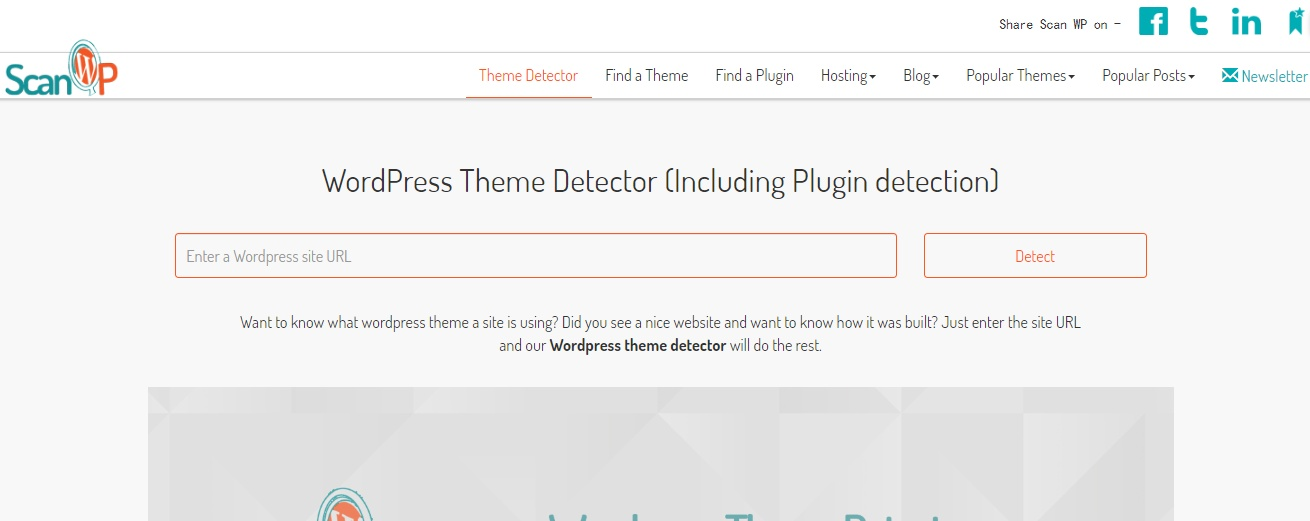 Share Scan WP on -
ScanWP
Theme Detector Find a Theme Find a Plugin Hosting Blog Popular Themes Popular Posts Newsletter
WordPress Theme Detector (Including Plugin detection)
Enter a Wordpress site URL Detect
Want to know what wordpress theme a site is using? Did you see a nice website and want to know how it was built? Just enter the site URL
and our Wordpress theme detector will do the rest.